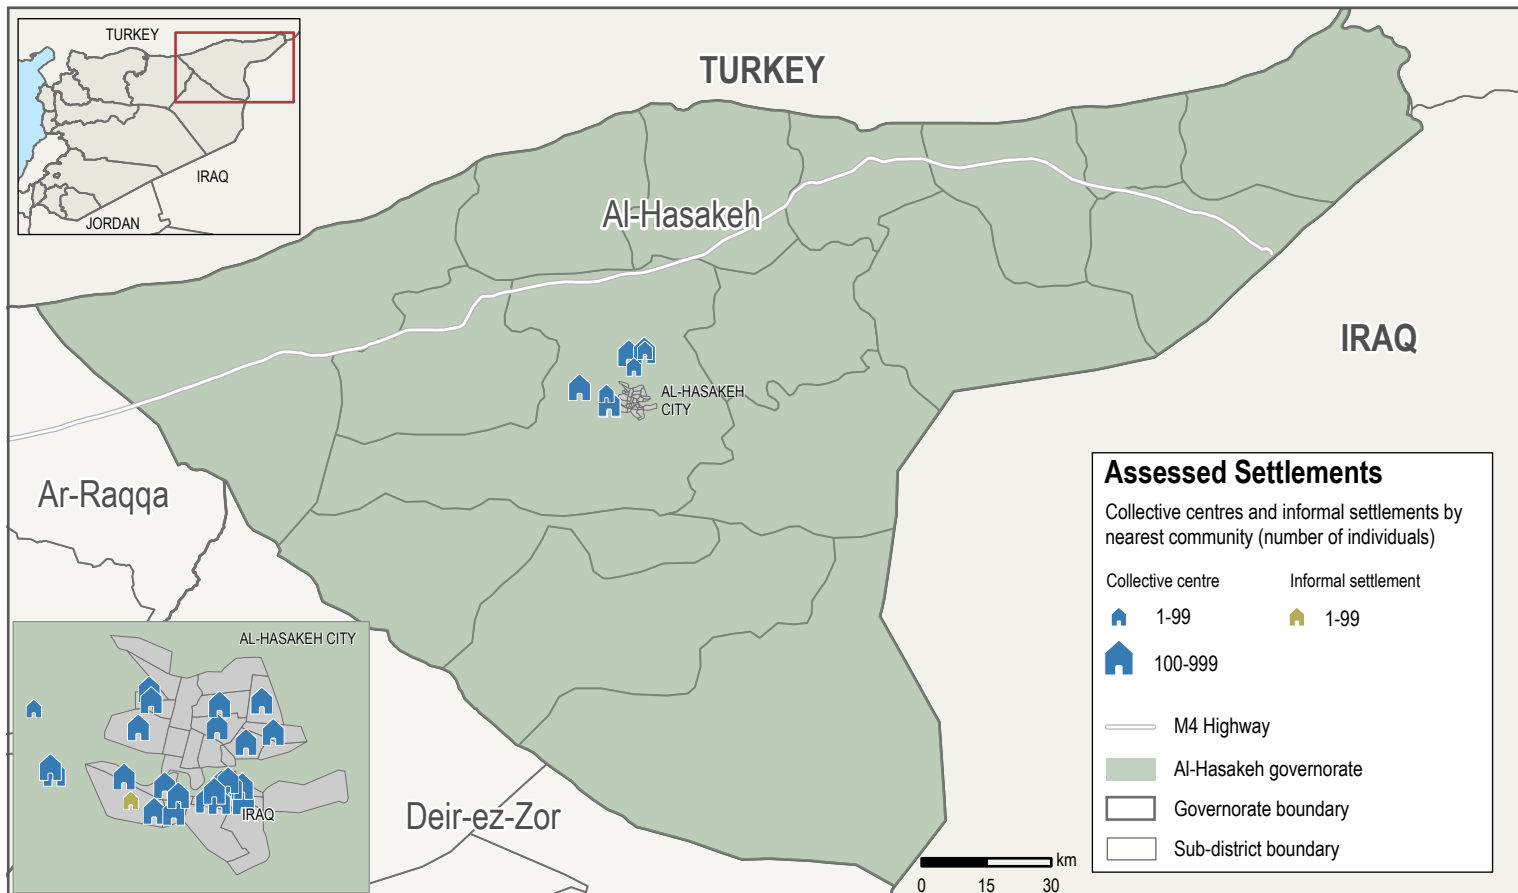 TURKEY
IRAQ
JORDAN
TURKEY
Al-Hasakeh
IRAQ
AL-HASAKEH
CITY
Ar-Raqqa
Deir-ez-Zor
AL-HASAKEH CITY
IRAQ
Assessed Settlements
Collective centres and informal settlements by
nearest community (number of individuals)
Collective centre
Informal settlement
1-99
1-99
100-999
M4 Highway
Al-Hasakeh governorate
Governorate boundary
Sub-district boundary
km
0 15 30